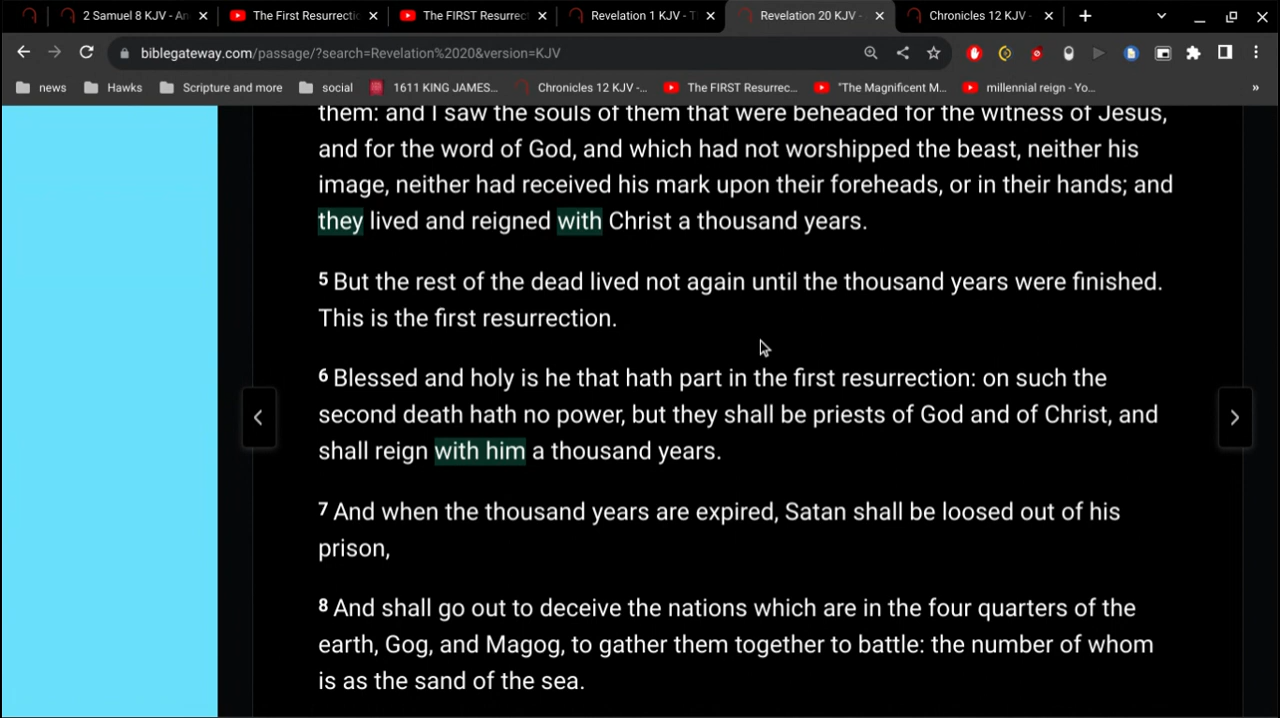 2 Samuel 8 KJV - An
The First Resurrectio
The FIRST Resurrec
Revelation 1 KJV - T
Revelation 20 KJV -
Chronicles 12 KJV -
biblegateway.com/passage/?search=Revelation%2020&version=KJV
news
Hawks
Scripture and more
social
1611 KING JAMES...
Chronicles 12 KJV -...
The FIRST Resurrec...
"The Magnificent M...
millennial reign - Yo...
»
them: and I saw the souls of them that were beheaded for the witness of Jesus,
and for the word of God, and which had not worshipped the beast, neither his
image, neither had received his mark upon their foreheads, or in their hands; and
they lived and reigned with Christ a thousand years.
5 But the rest of the dead lived not again until the thousand years were finished.
This is the first resurrection.
6 Blessed and holy is he that hath part in the first resurrection: on such the
second death hath no power, but they shall be priests of God and of Christ, and
shall reign with him a thousand years.
7 And when the thousand years are expired, Satan shall be loosed out of his
prison,
8 And shall go out to deceive the nations which are in the four quarters of the
earth, Gog, and Magog, to gather them together to battle: the number of whom
is as the sand of the sea.